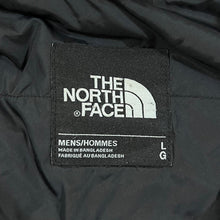 THE
NORTH
FACE
®
MENS/HOMMES
MADE IN BANGLADESH
FABRIQUÉ AU BANGLADESH
L
G